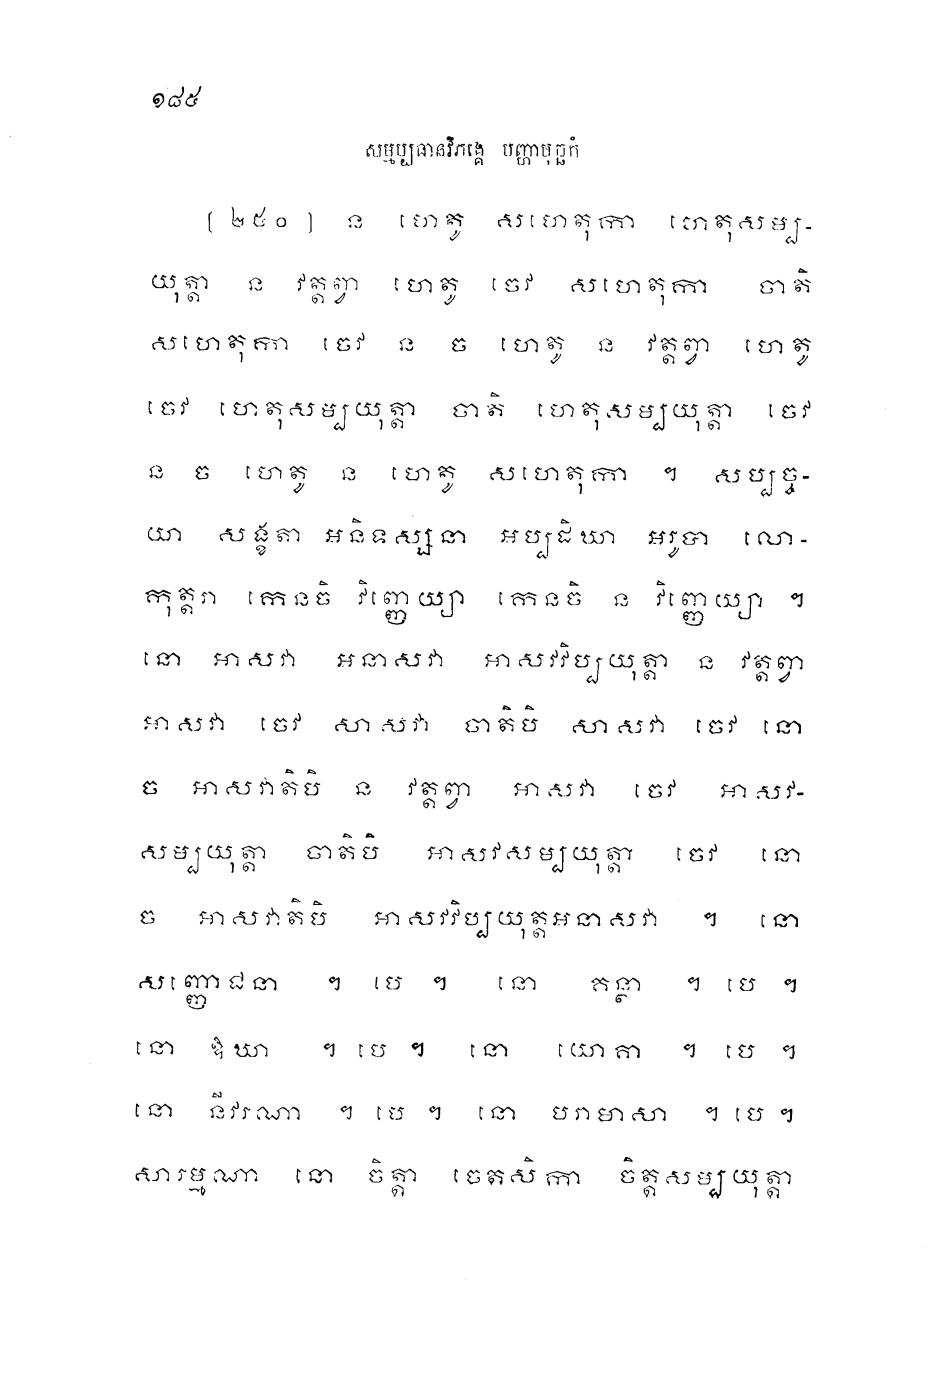 ១៨៥
សម្មប្បធានវិភង្គេ បញ្ហាបុច្ឆកំ
[២៥០] ន ហេតូ សហេតុកា ហេតុសម្ប-
យុត្តា ន វត្តព្វា ហេតូ ចេវ សហេតុកា ចាតិ
សហេតុកា ចេវ ន ច ហេតូ ន វត្តព្វា ហេតូ
ចេវ ហេតុសម្បយុត្តា ចាតិ ហេតុសម្បយុត្តា ចេវ
ន ច ហេតូ ន ហេតូ សហេតុកា ។ សប្បច្ច-
យា សង្ខតា អនិទស្សនា អប្បដិឃា អរូបា លោ-
កុត្តរា កេនចិ វិញ្ញេយ្យា កេនចិ ន វិញ្ញេយ្យា ។
នោ អាសវា អនាសវា អាសវវិប្បយុត្តា ន វត្តព្វា
អាសវា ចេវ សាសវា ចាតិបិ សាសវា ចេវ នោ
ច អាសវាតិបិ ន វត្តព្វា អាសវា ចេវ អាសវ-
សម្បយុត្តា ចាតិបិ អាសវសម្បយុត្តា ចេវ នោ
ច អាសវាតិបិ អាសវវិប្បយុត្តអនាសវា ។ នោ
សញ្ញោជនា ។ បេ ។ នោ គន្ថា ។ បេ ។
នោ ឱឃា ។ បេ ។ នោ យោគា ។ បេ ។
នោ នីវរណា ។ បេ ។ នោ បរាមាសា ។ បេ ។
សារម្មណា នោ ចិត្តា ចេតសិកា ចិត្តសម្បយុត្តា